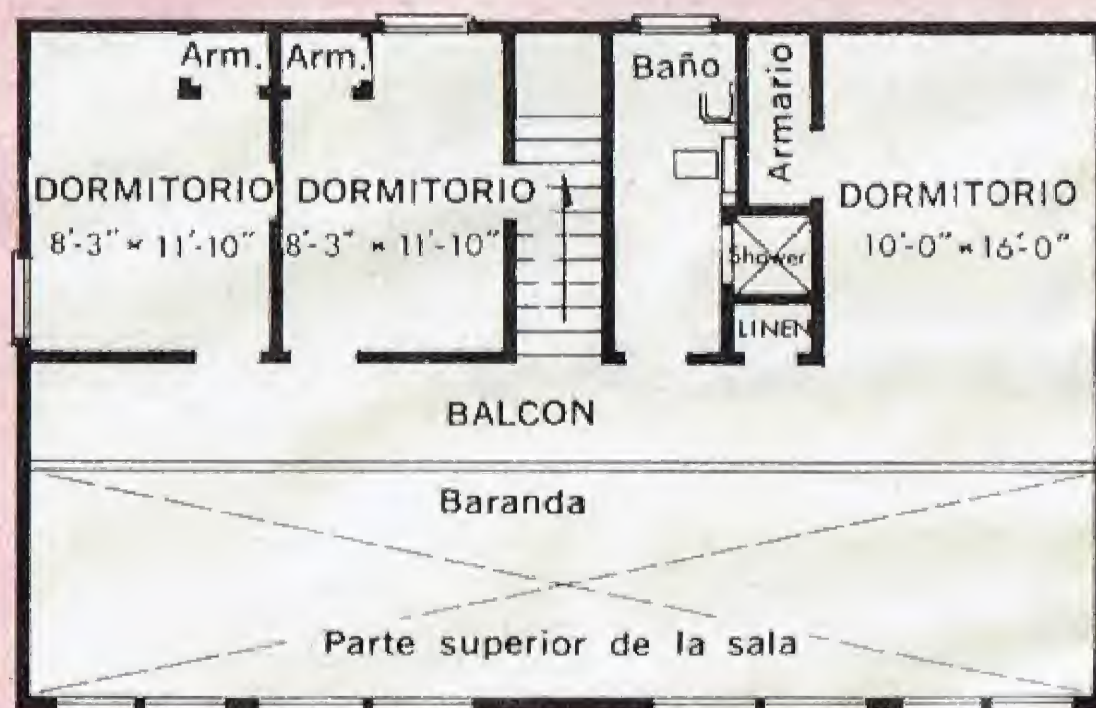 Arm. Arm. Baño Armario
DORMITORIO DORMITORIO DORMITORIO
8'-3" × 11'-10" 8'-3" × 11'-10" 10'-0" × 16'-0"
Shower
LINEN
BALCON
Baranda
Parte superior de la sala